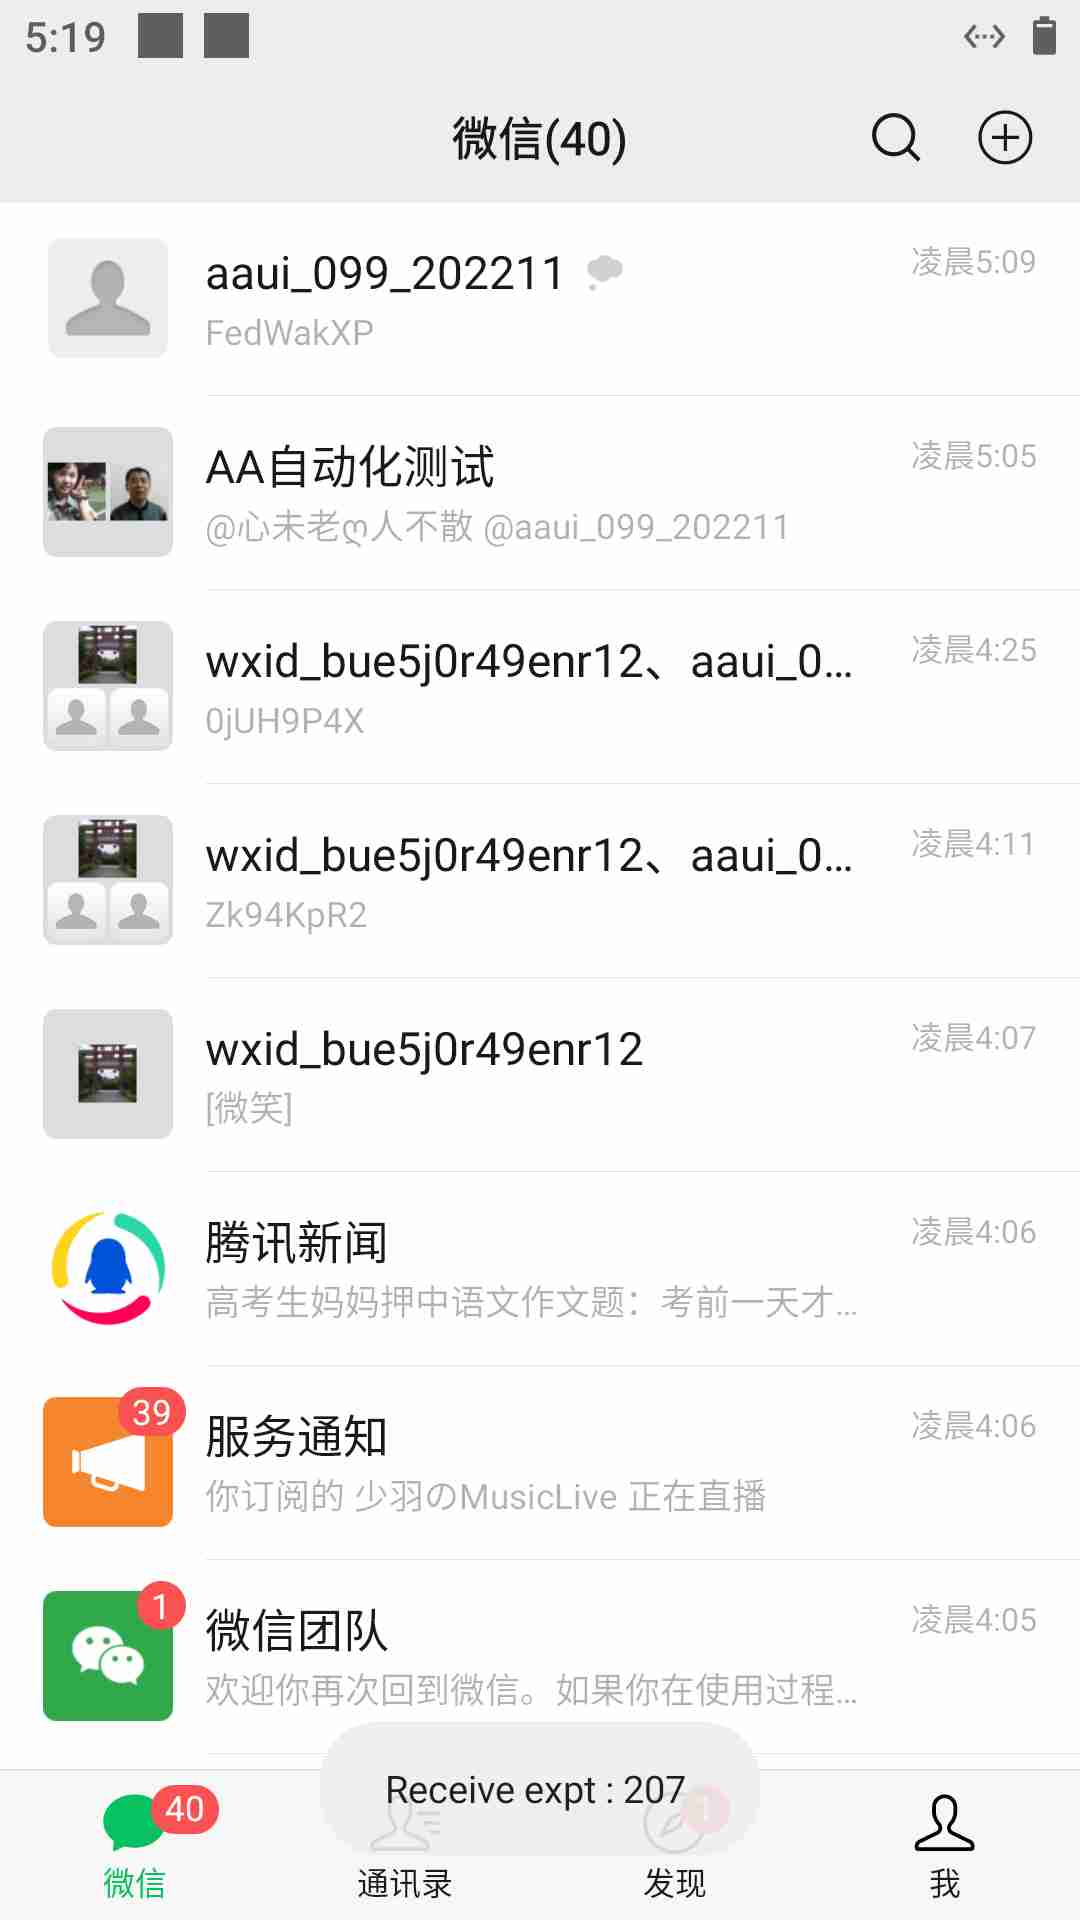 5:19
微信(40)
aaui_099_202211
凌晨5:09
FedWakXP
AA自动化测试
凌晨5:05
@心未老ღ人不散 @aaui_099_202211
wxid_bue5j0r49enr12、aaui_0...
凌晨4:25
0jUH9P4X
wxid_bue5j0r49enr12、aaui_0...
凌晨4:11
Zk94KpR2
wxid_bue5j0r49enr12
凌晨4:07
[微笑]
腾讯新闻
凌晨4:06
高考生妈妈押中语文作文题：考前一天才...
39
服务通知
凌晨4:06
你订阅的 少羽のMusicLive 正在直播
1
微信团队
凌晨4:05
欢迎你再次回到微信。如果你在使用过程...
Receive expt : 207
40
1
微信
通讯录
发现
我